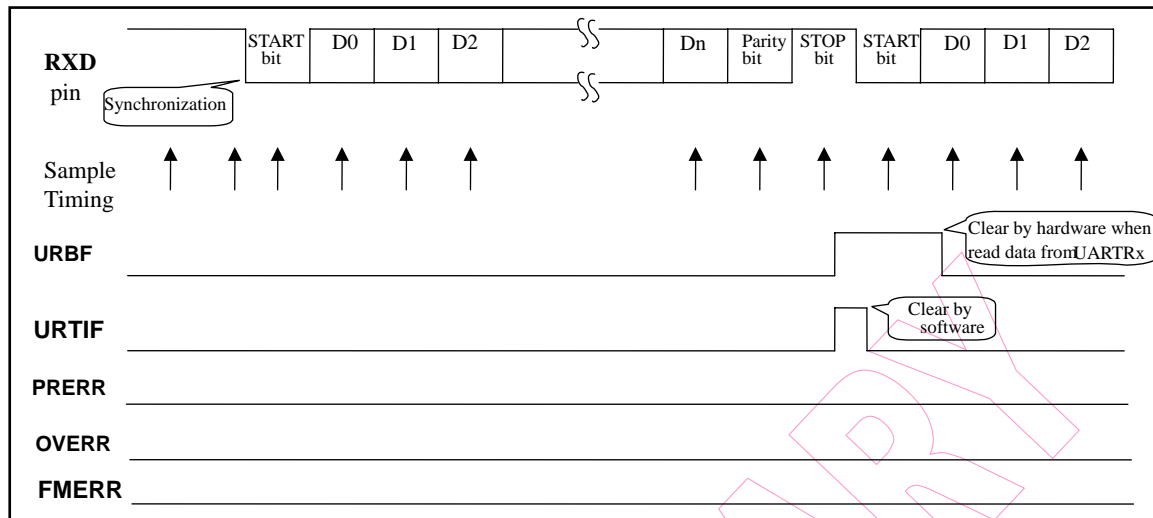 RXD
pin
START
bit
D0
D1
D2
Dn
Parity
bit
STOP
bit
START
bit
D0
D1
D2
Synchronization
Sample
Timing
URBF
Clear by hardware when
read data from UARTRx
URTIF
Clear by
software
PRERR
OVERR
FMERR